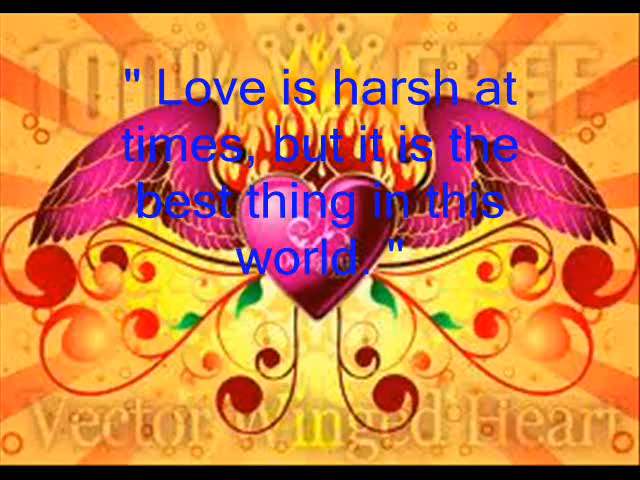 100% FREE
" Love is harsh at
times, but it is the
best thing in this
world. "
Vector Winged Heart